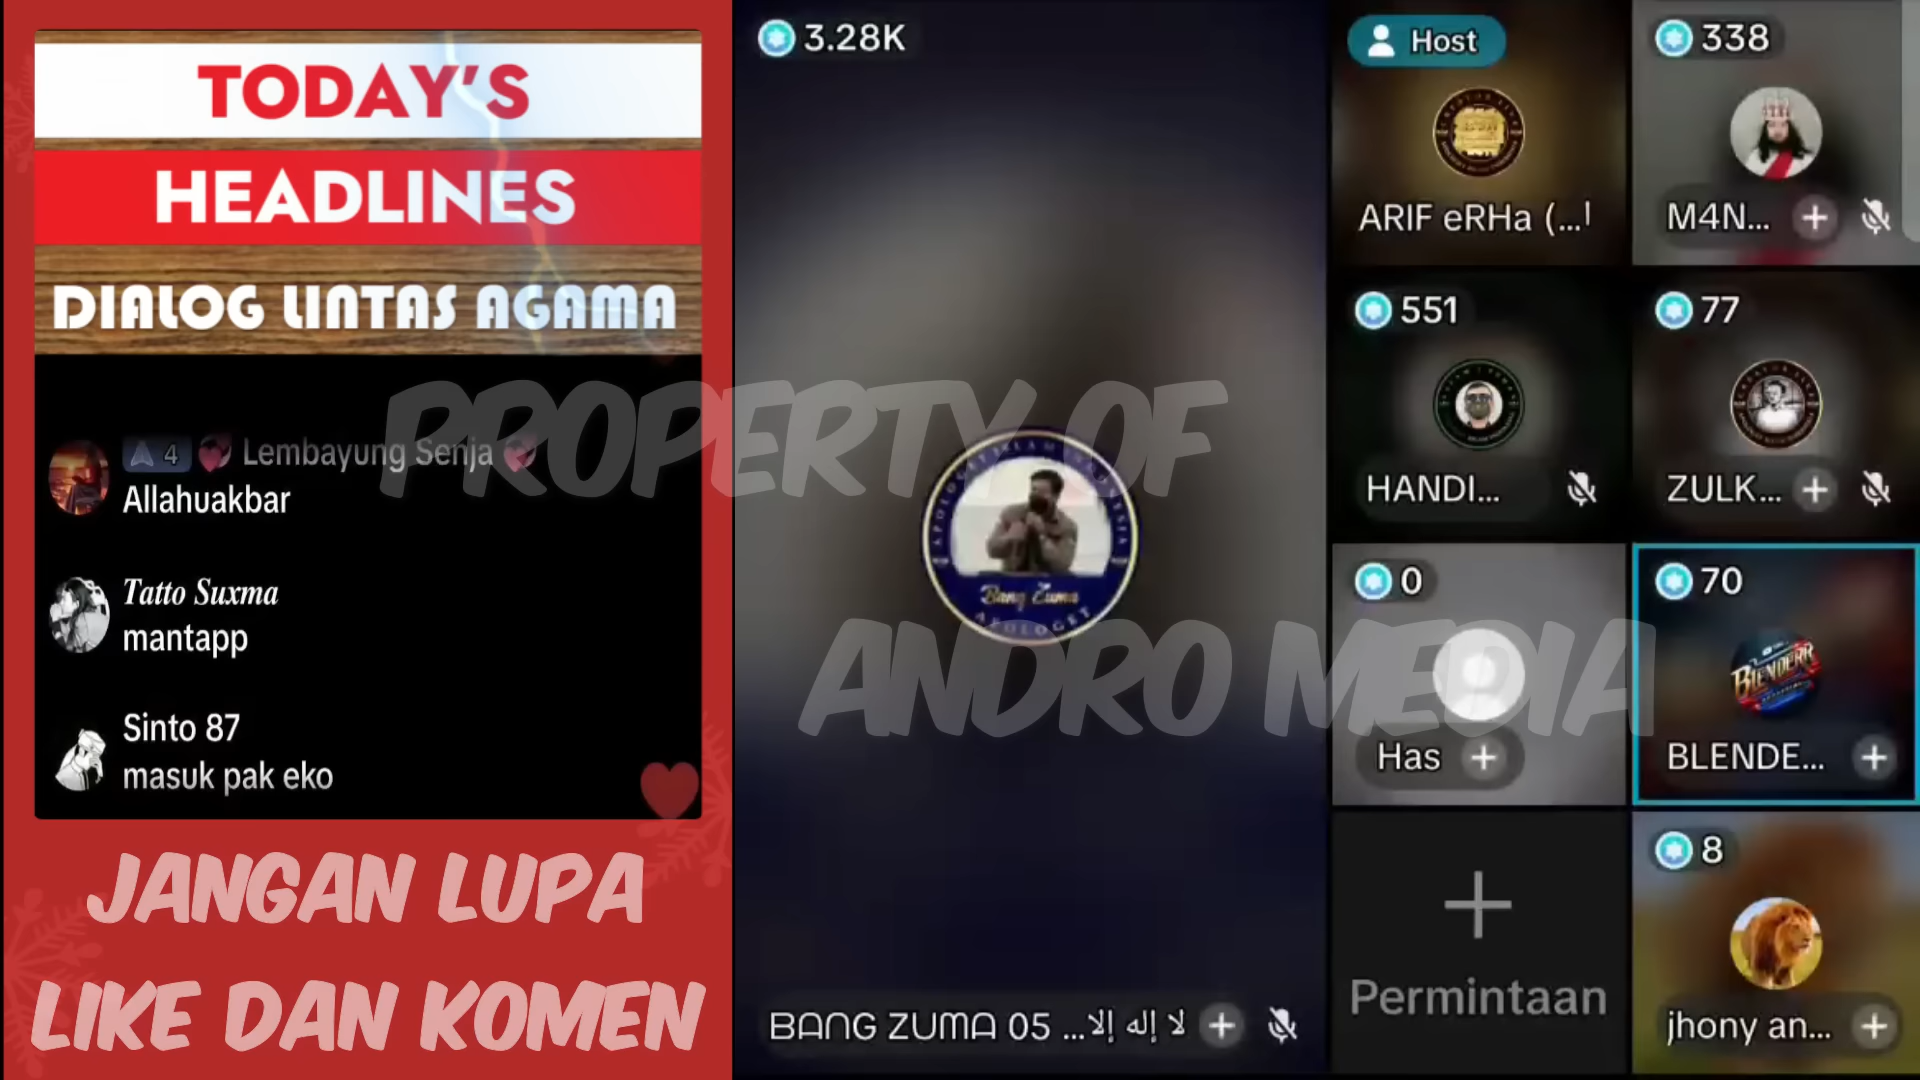 TODAY'S
HEADLINES
DIALOG LINTAS AGAMA
4 Lembayung Senja
Allahuakbar
Tatto Suxma
mantapp
Sinto 87
masuk pak eko
JANGAN LUPA
LIKE DAN KOMEN
PROPERTY OF
ANDRO MEDIA
3.28K
Bang Zuma
APOLOGET
BANG ZUMA 05 ...لا إله إلا
Host
ARIF eRHa (...ا
338
M4N...
551
HANDI...
77
ZULK...
0
Has
70
BLENDERR
BLENDE...
Permintaan
8
jhony an...